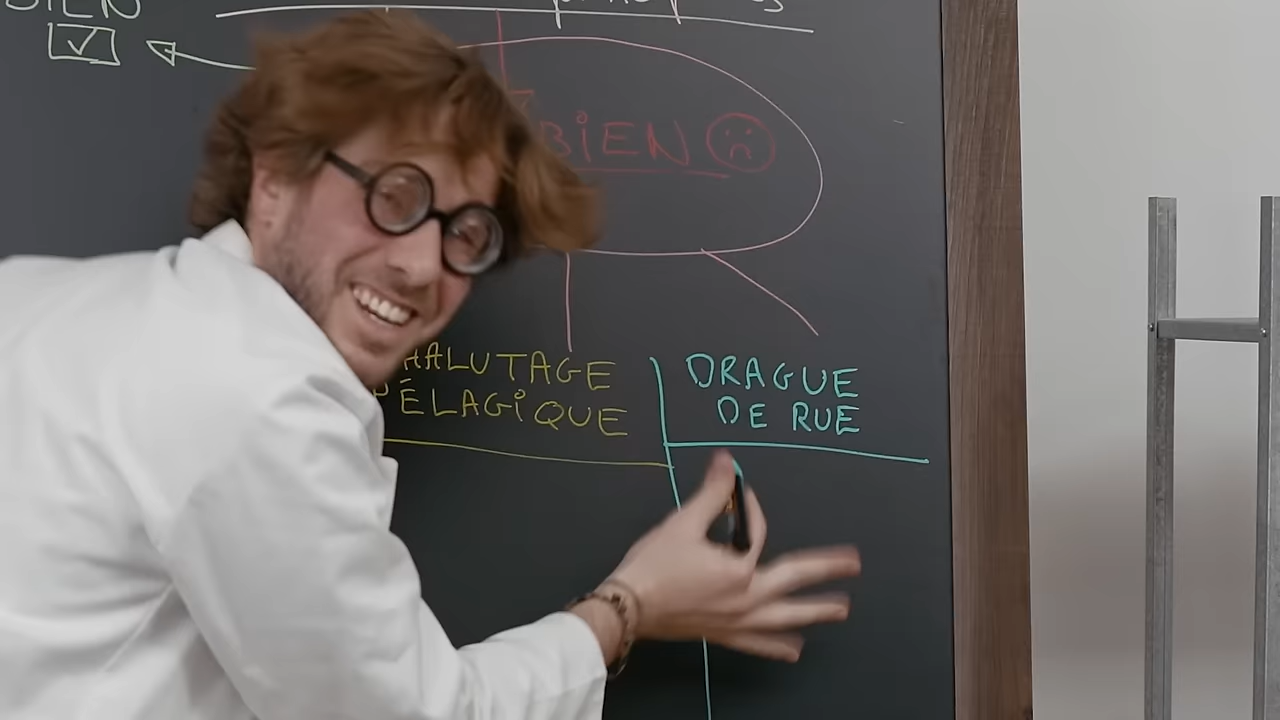 BIEN
BIEN
HALUTAGE
PÉLAGIQUE
DRAGUE
DE RUE